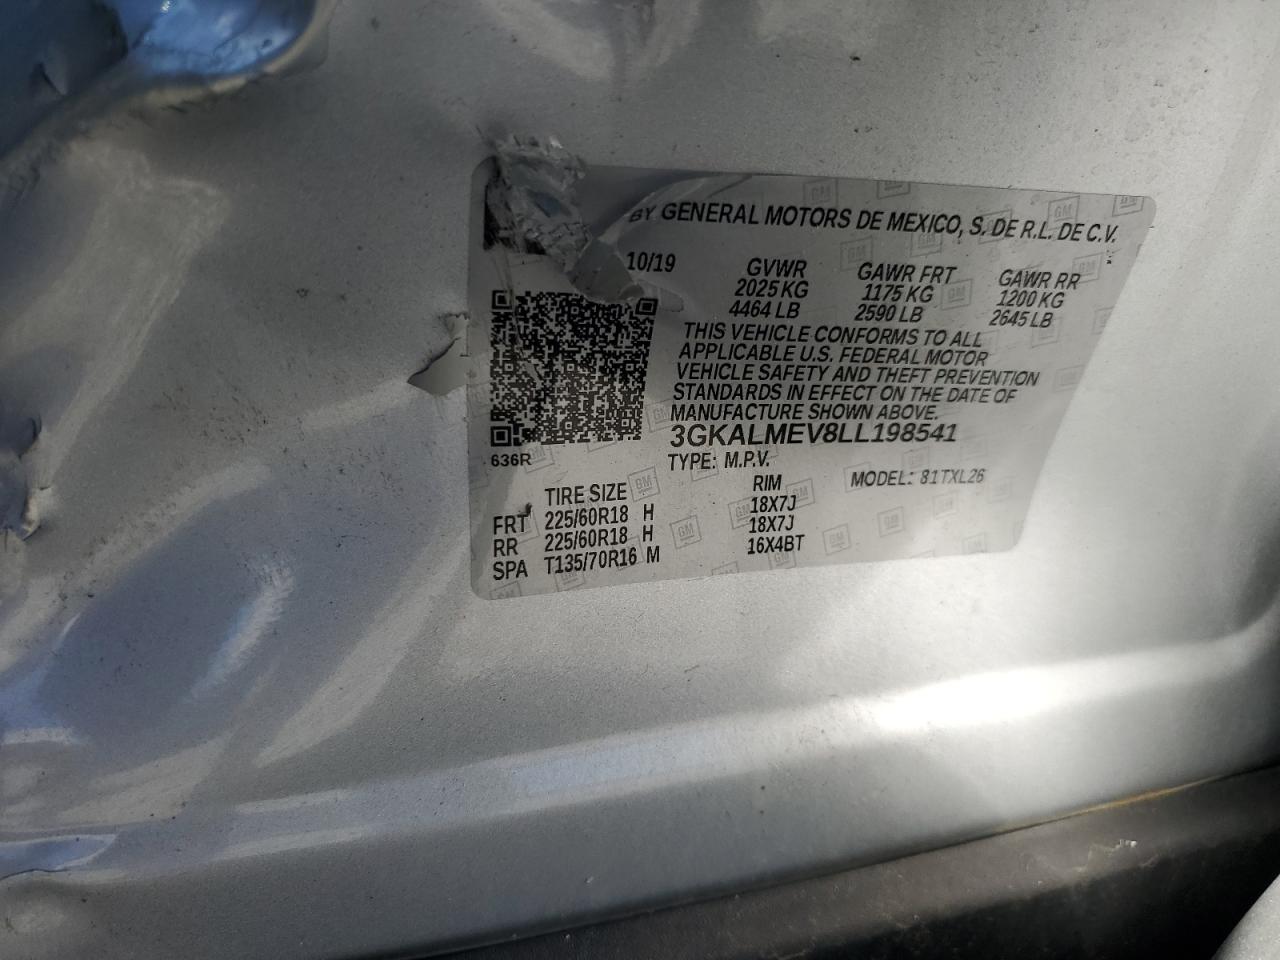 BY GENERAL MOTORS DE MEXICO, S. DE R.L. DE C.V.
10/19
GVWR GAWR FRT GAWR RR
2025 KG 1175 KG 1200 KG
4464 LB 2590 LB 2645 LB
THIS VEHICLE CONFORMS TO ALL
APPLICABLE U.S. FEDERAL MOTOR
VEHICLE SAFETY AND THEFT PREVENTION
STANDARDS IN EFFECT ON THE DATE OF
MANUFACTURE SHOWN ABOVE.
3GKALMEV8LL198541
636R
TYPE: M.P.V. MODEL: 81TXL26
TIRE SIZE RIM
FRT 225/60R18 H 18X7J
RR 225/60R18 H 18X7J
SPA T135/70R16 M 16X4BT